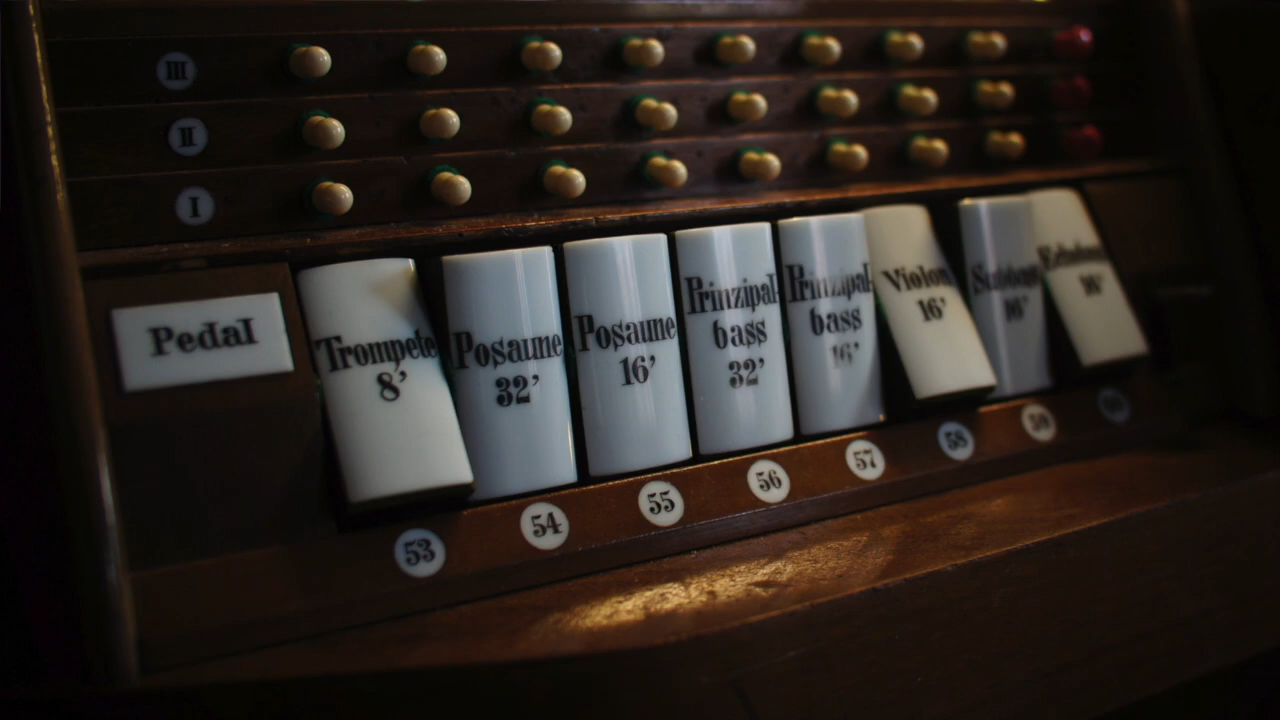 III
II
I
Pedal
Trompete
8’
Posaune
32’
Posaune
16’
Prinzipal-
bass
32’
Prinzipal-
bass
16’
Violon
16’
16’
53
54
55
56
57
58
59